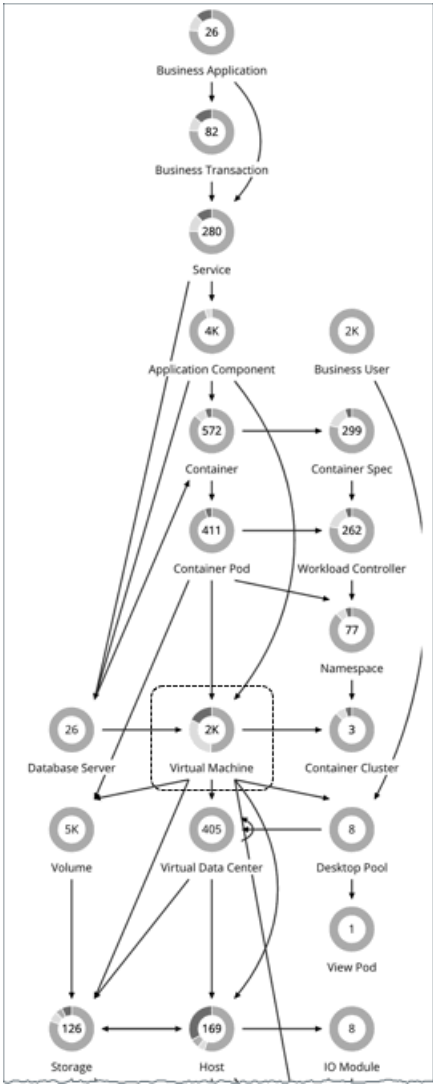 26
Business Application
82
Business Transaction
280
Service
4K
2K
Application Component
Business User
572
299
Container
Container Spec
411
262
Container Pod
Workload Controller
77
Namespace
26
2K
3
Database Server
Virtual Machine
Container Cluster
5K
405
8
Volume
Virtual Data Center
Desktop Pool
1
View Pod
126
169
8
Storage
Host
IO Module